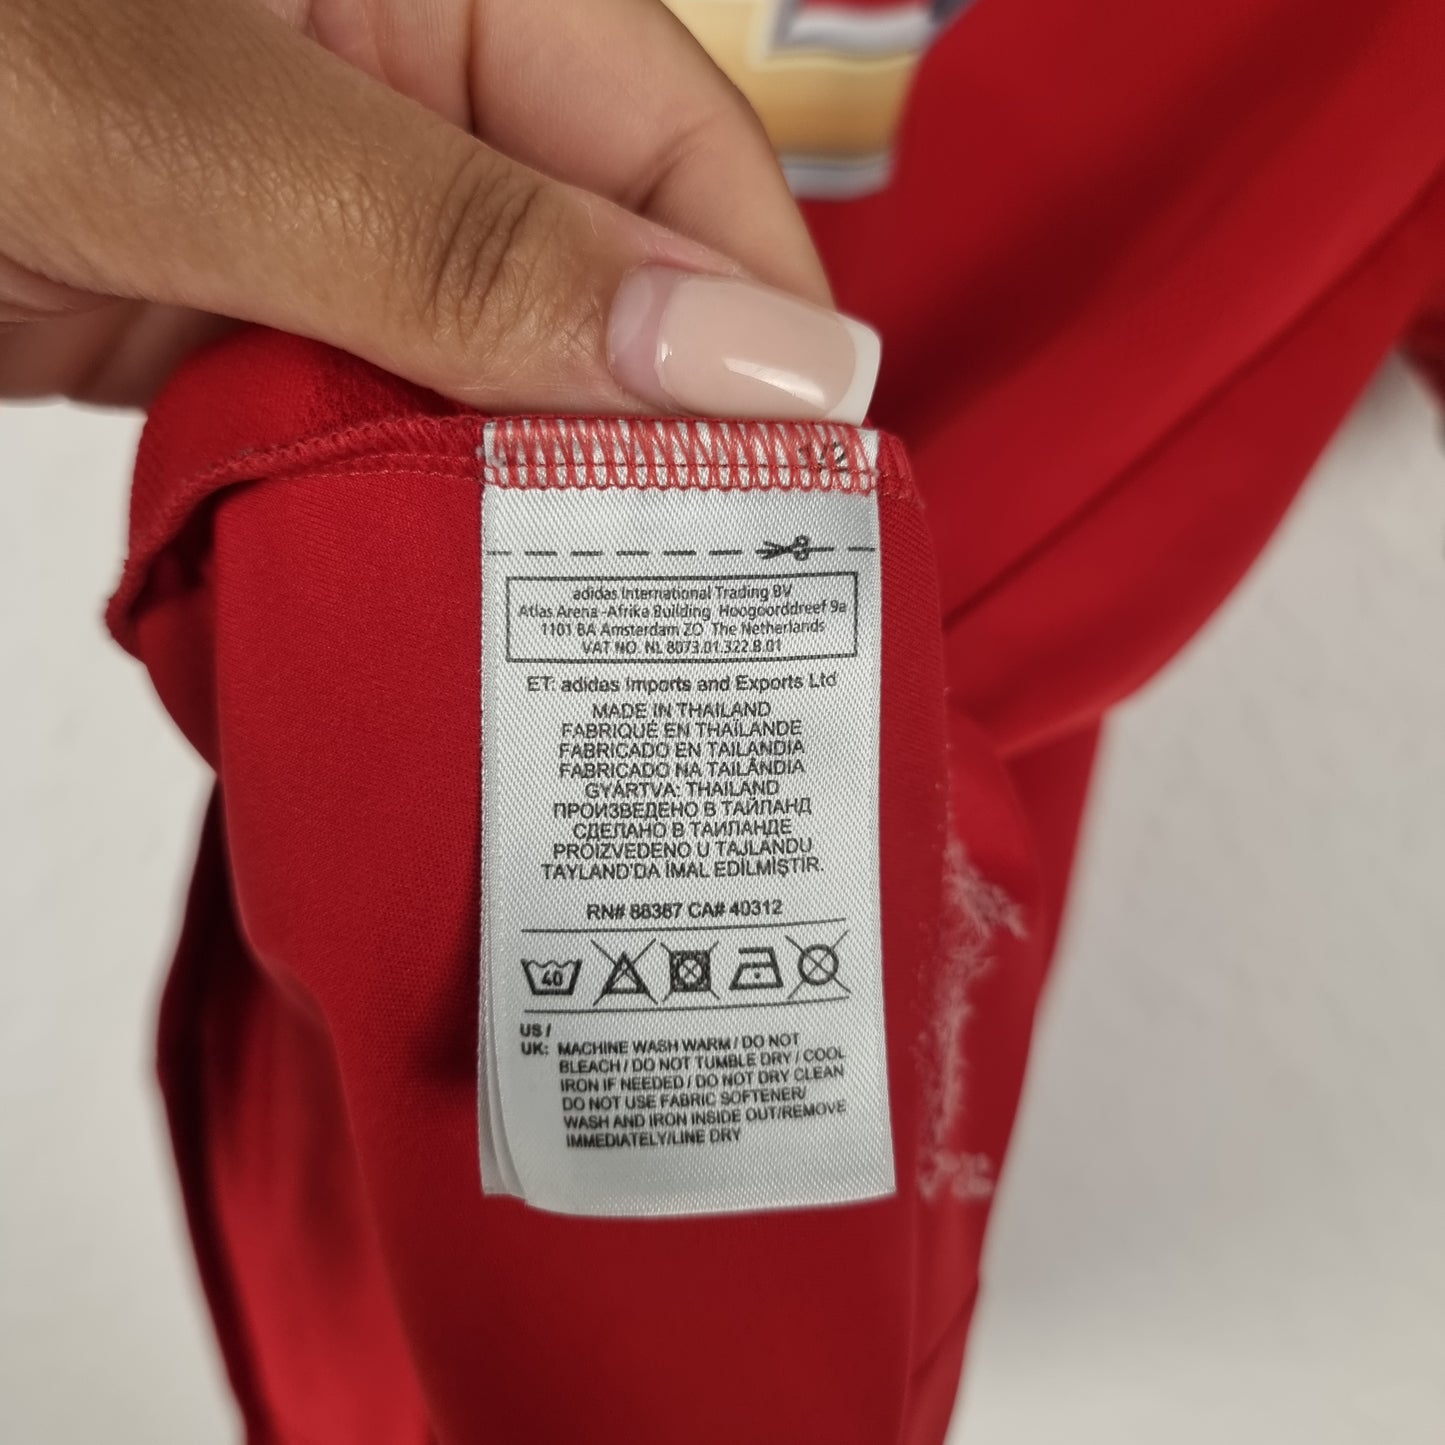 1/2
adidas International Trading BV
Atlas Arena -Afrika Building, Hoogoorddreef 9a
1101 BA Amsterdam ZO The Netherlands
VAT NO. NL 8073.01.322.B.01
ET: adidas Imports and Exports Ltd
MADE IN THAILAND
FABRIQUÉ EN THAÏLANDE
FABRICADO EN TAILANDIA
FABRICADO NA TAILÂNDIA
GYÁRTVA: THAILAND
ПРОИЗВЕДЕНО В ТАЙЛАНД
СДЕЛАНО В ТАИЛАНДЕ
PROIZVEDENO U TAJLANDU
TAYLAND'DA İMAL EDİLMİŞTİR.
RN# 88387 CA# 40312
40
US /
UK: MACHINE WASH WARM / DO NOT
BLEACH / DO NOT TUMBLE DRY / COOL
IRON IF NEEDED / DO NOT DRY CLEAN
DO NOT USE FABRIC SOFTENER/
WASH AND IRON INSIDE OUT/REMOVE
IMMEDIATELY/LINE DRY